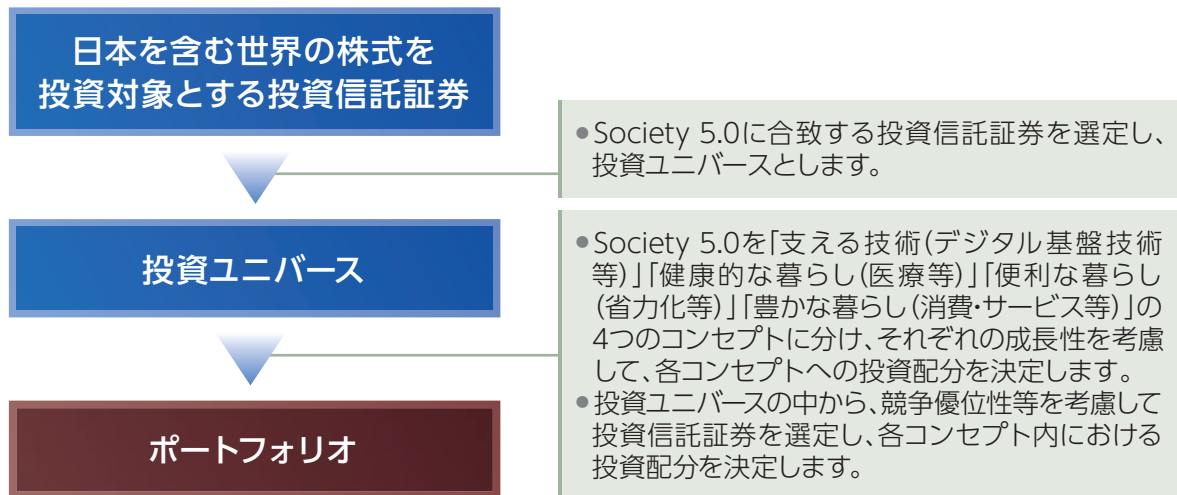 日本を含む世界の株式を
投資対象とする投資信託証券
●Society 5.0に合致する投資信託証券を選定し、
投資ユニバースとします。
投資ユニバース
●Society 5.0を「支える技術(デジタル基盤技術
等)」「健康的な暮らし(医療等)」「便利な暮らし
(省力化等)」「豊かな暮らし(消費・サービス等)」の
4つのコンセプトに分け、それぞれの成長性を考慮
して、各コンセプトへの投資配分を決定します。
●投資ユニバースの中から、競争優位性等を考慮して
投資信託証券を選定し、各コンセプト内における
投資配分を決定します。
ポートフォリオ